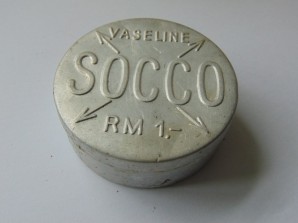 VASELINE
SOCCO
RM 1.-